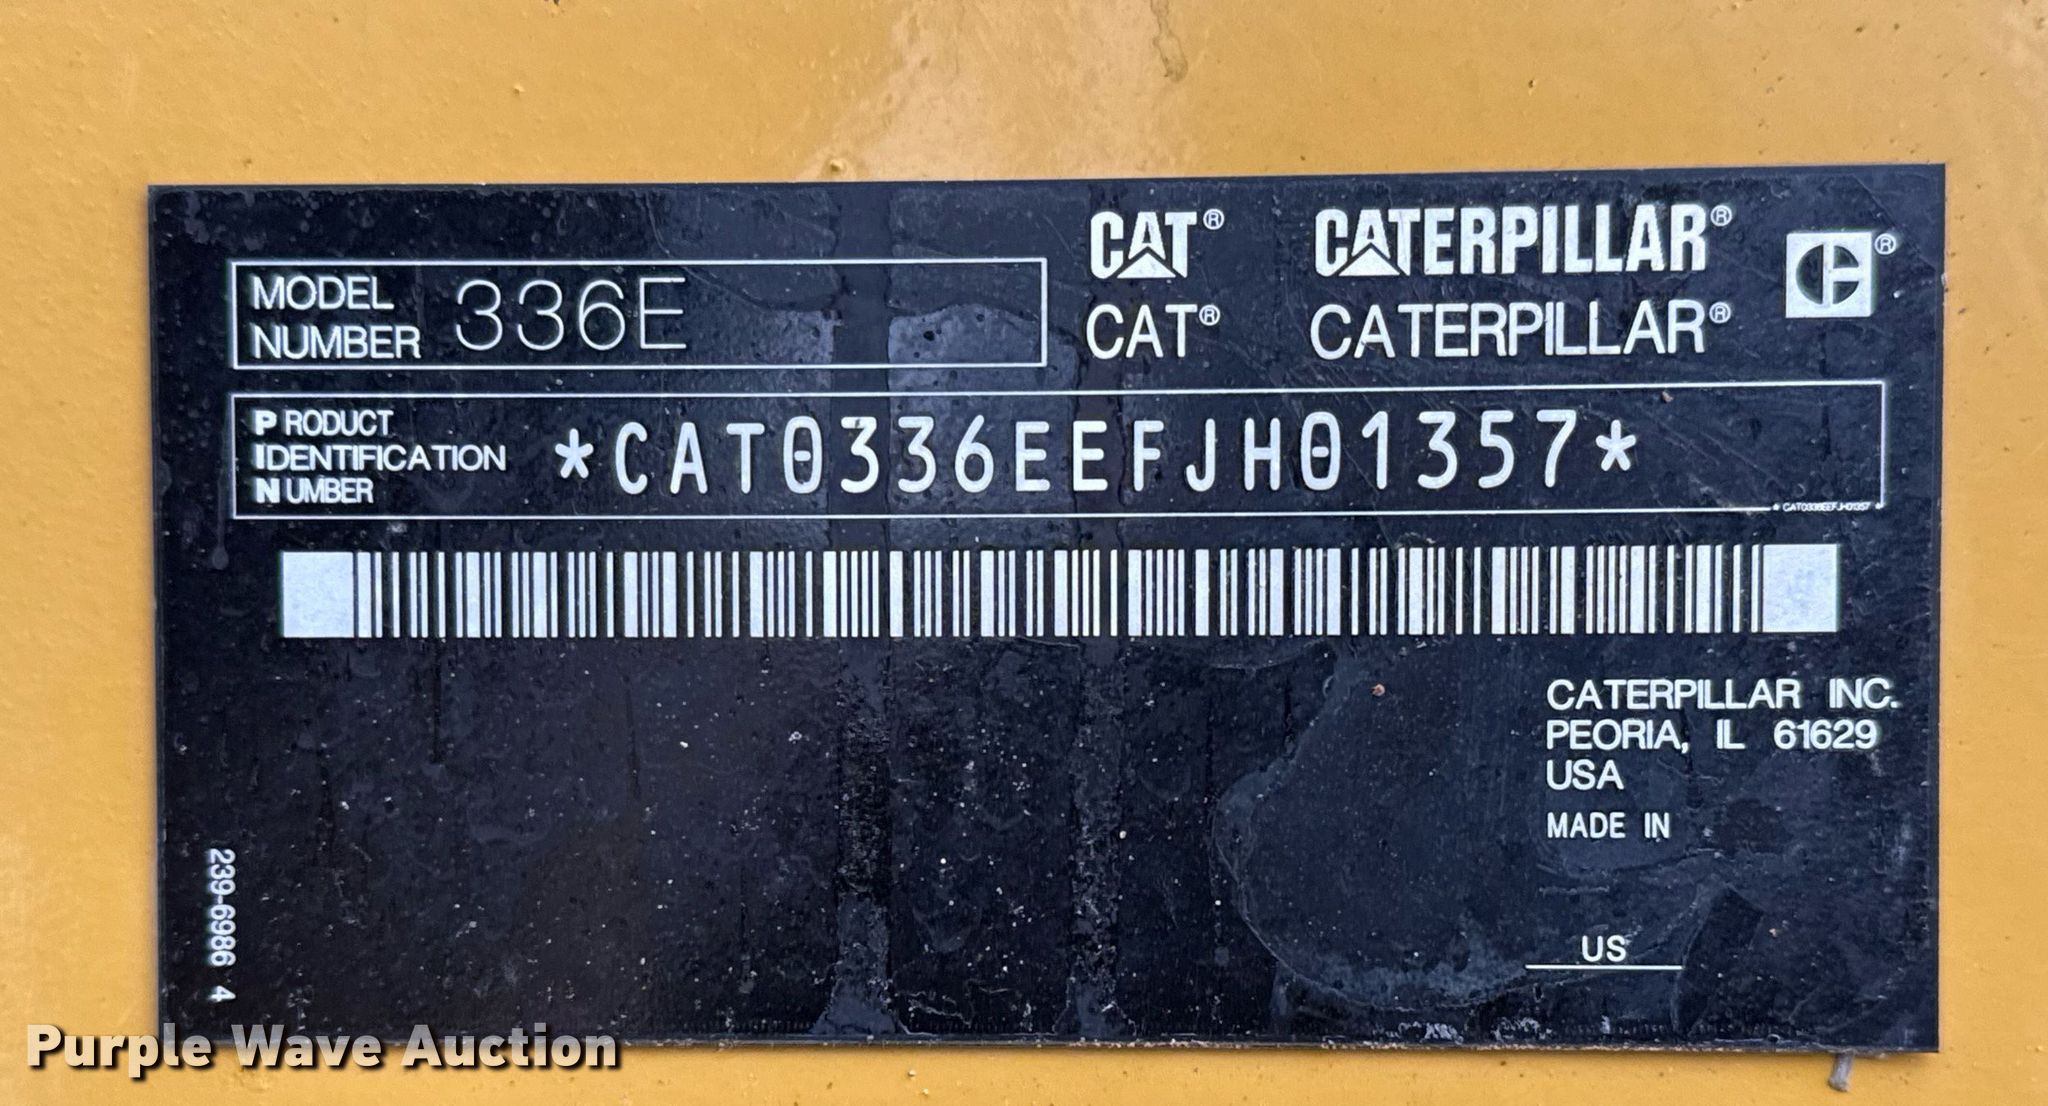 MODEL NUMBER 336E
CAT® CATERPILLAR®
CAT® CATERPILLAR®
PRODUCT IDENTIFICATION NUMBER *CAT0336EEFJH01357*
* CAT0336EEFJH01357 *
CATERPILLAR INC.
PEORIA, IL 61629
USA
MADE IN
US
239-6986 4
Purple Wave Auction